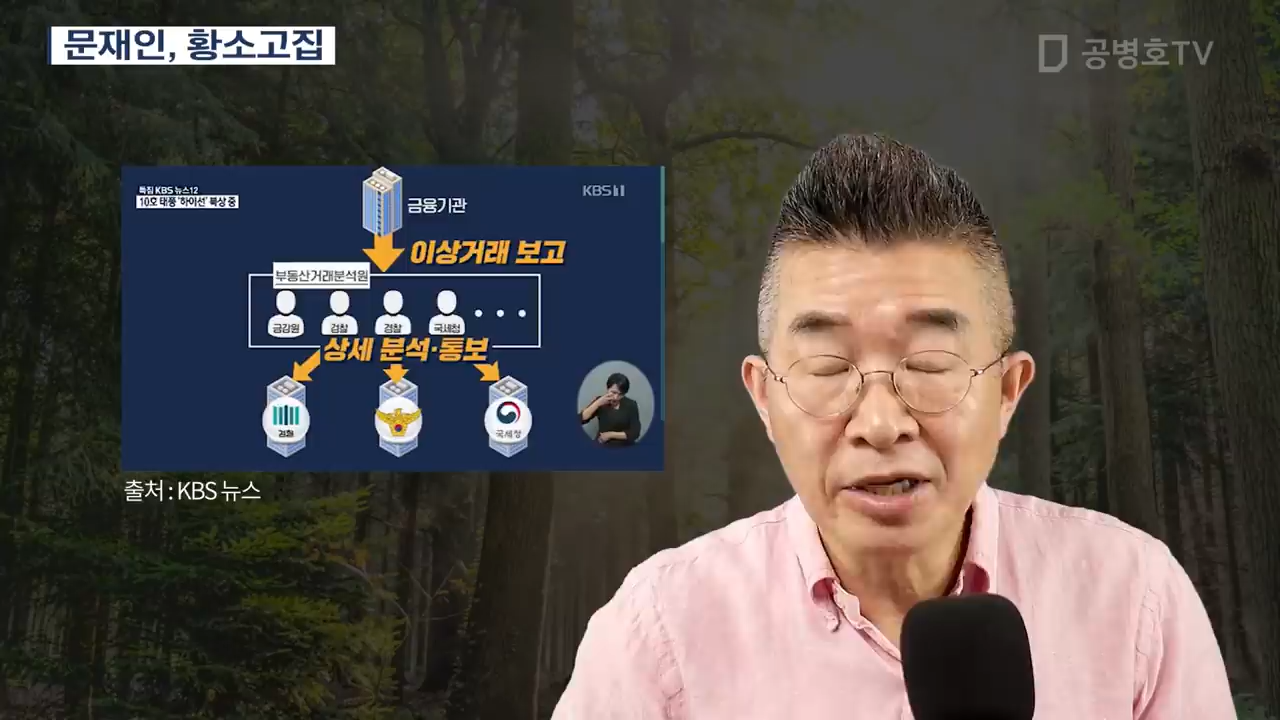 문재인, 황소고집
공병호TV
특집 KBS 뉴스12
10호 태풍 '하이선' 북상 중
KBS 1
금융기관
이상거래 보고
부동산거래분석원
금감원
검찰
경찰
국세청
상세 분석·통보
검찰
국세청
출처 : KBS 뉴스